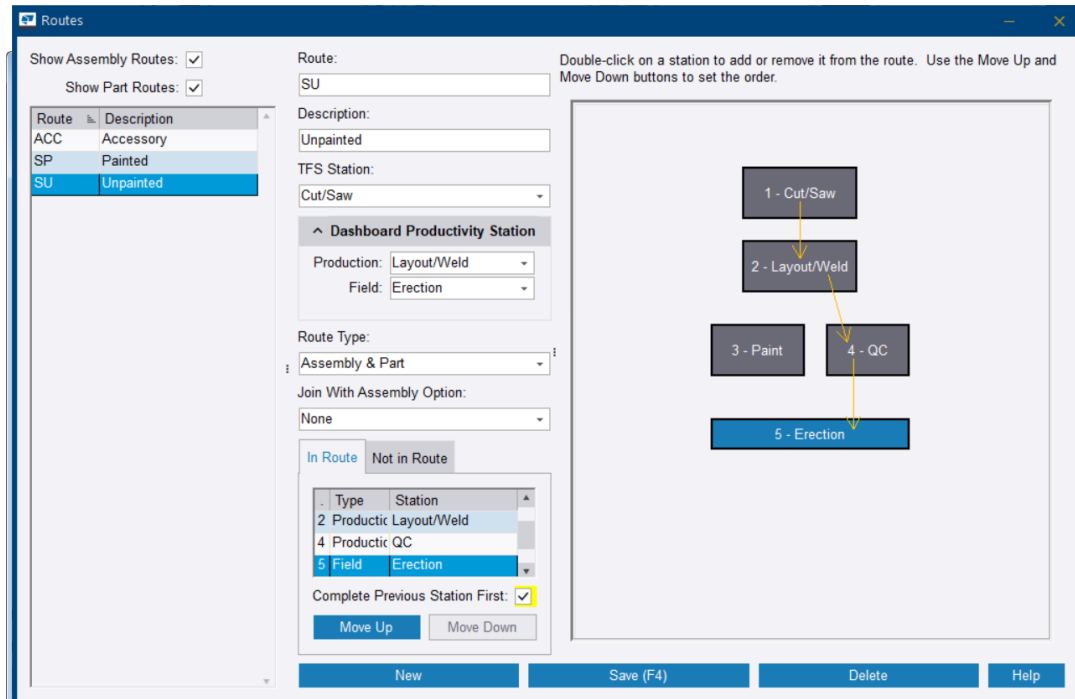 Routes
Show Assembly Routes:
Show Part Routes:
Route Description
ACC Accessory
SP Painted
SU Unpainted
Route:
SU
Description:
Unpainted
TFS Station:
Cut/Saw
Dashboard Productivity Station
Production: Layout/Weld
Field: Erection
Route Type:
Assembly & Part
Join With Assembly Option:
None
In Route Not in Route
. Type Station
2 Productic Layout/Weld
4 Productic QC
5 Field Erection
Complete Previous Station First:
Move Up Move Down
Double-click on a station to add or remove it from the route. Use the Move Up and
Move Down buttons to set the order.
1 - Cut/Saw
2 - Layout/Weld
3 - Paint 4 - QC
5 - Erection
New Save (F4) Delete Help